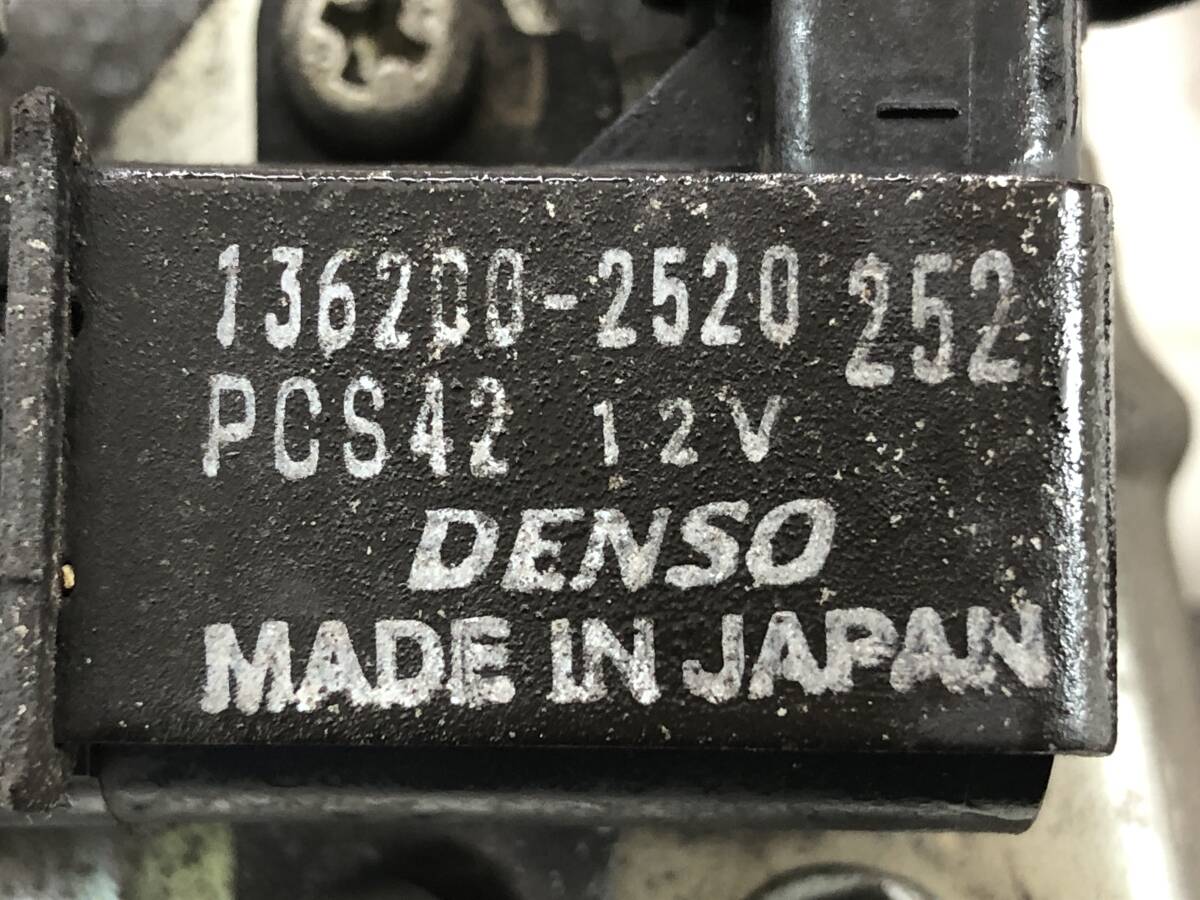 136200-2520 252
PCS42 12V
DENSO
MADE IN JAPAN